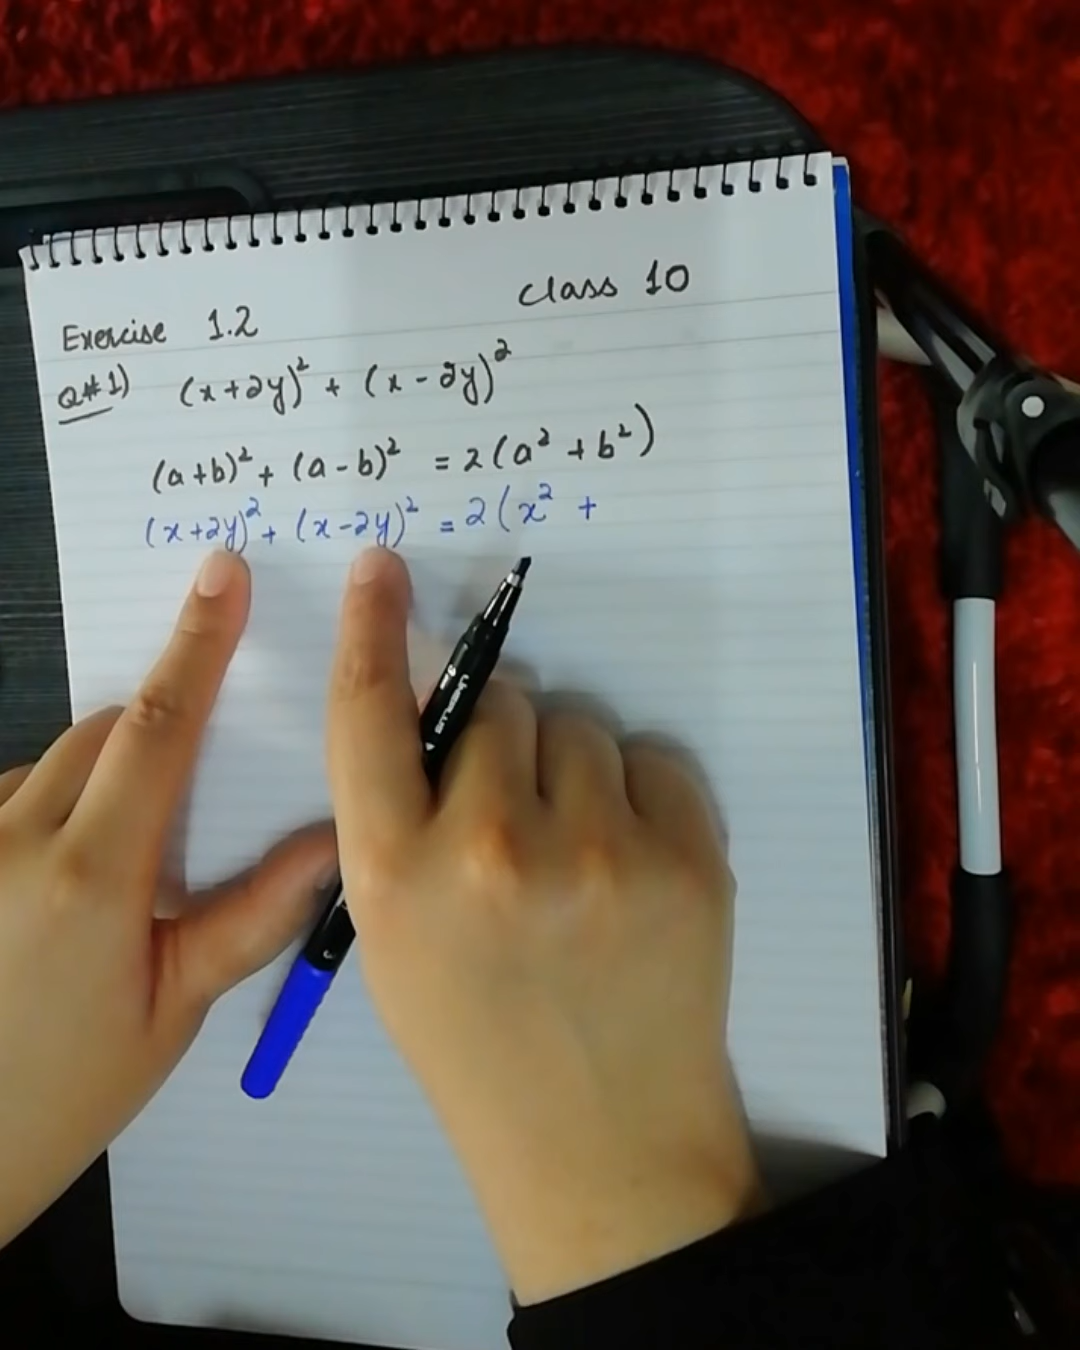 Class 10
Exercise 1.2
Q#1) (x+2y)² + (x-2y)²
(a+b)² + (a-b)² = 2(a² + b²)
(x+2y)² + (x-2y)² = 2(x² +
UNIPLUS